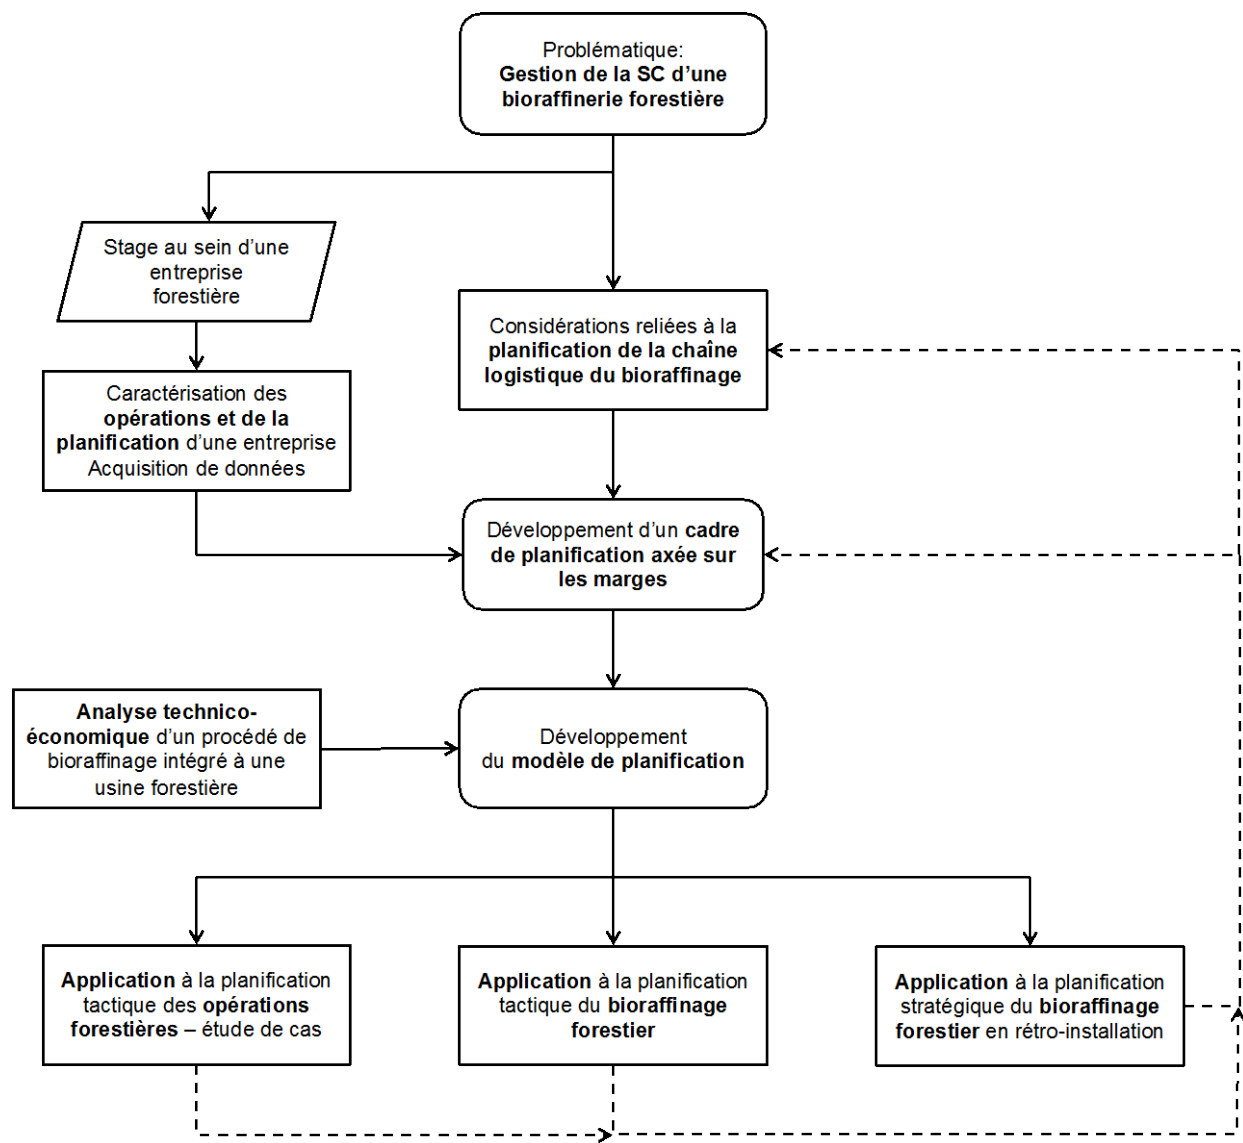 Problématique:
Gestion de la SC d'une
bioraffinerie forestière
Stage au sein d'une
entreprise
forestière
Considérations reliées à la
planification de la chaîne
logistique du bioraffinage
Caractérisation des
opérations et de la
planification d'une entreprise
Acquisition de données
Développement d'un cadre
de planification axée sur
les marges
Analyse technico-
économique d'un procédé de
bioraffinage intégré à une
usine forestière
Développement
du modèle de planification
Application à la planification
tactique des opérations
forestières – étude de cas
Application à la planification
tactique du bioraffinage
forestier
Application à la planification
stratégique du bioraffinage
forestier en rétro-installation